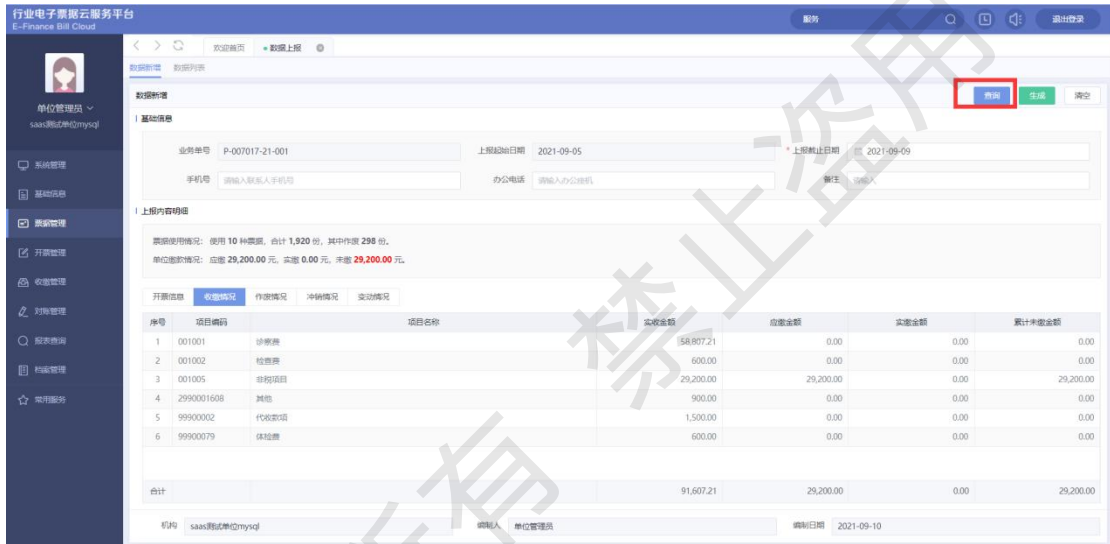 行业电子票据云服务平台
E-Finance Bill Cloud
服务
退出登录
欢迎首页 数据上报
数据新增 数据列表
单位管理员
saas测试单位mysql
系统管理
基础信息
票据管理
开票管理
收缴管理
对账管理
报表查询
档案管理
常用服务
数据新增 查询 生成 清空
基础信息
业务单号 P-007017-21-001 上报起始日期 2021-09-05 * 上报截止日期 2021-09-09
手机号 请输入联系人手机号 办公电话 请输入办公座机 备注 请输入
上报内容明细
票据使用情况: 使用 10 种票据, 合计 1,920 份, 其中作废 298 份。
单位缴款情况: 应缴 29,200.00 元, 实缴 0.00 元, 未缴 29,200.00 元。
开票信息 收缴情况 作废情况 冲销情况 变动情况
序号 项目编码 项目名称 实收金额 应缴金额 实缴金额 累计未缴金额
1 001001 诊察费 58,807.21 0.00 0.00 0.00
2 001002 检查费 600.00 0.00 0.00 0.00
3 001005 非税项目 29,200.00 29,200.00 0.00 29,200.00
4 2990001608 其他 900.00 0.00 0.00 0.00
5 99900002 代收款项 1,500.00 0.00 0.00 0.00
6 99900079 体检费 600.00 0.00 0.00 0.00
合计 91,607.21 29,200.00 0.00 29,200.00
机构 saas测试单位mysql 编制人 单位管理员 编制日期 2021-09-10
所有 禁止盗用